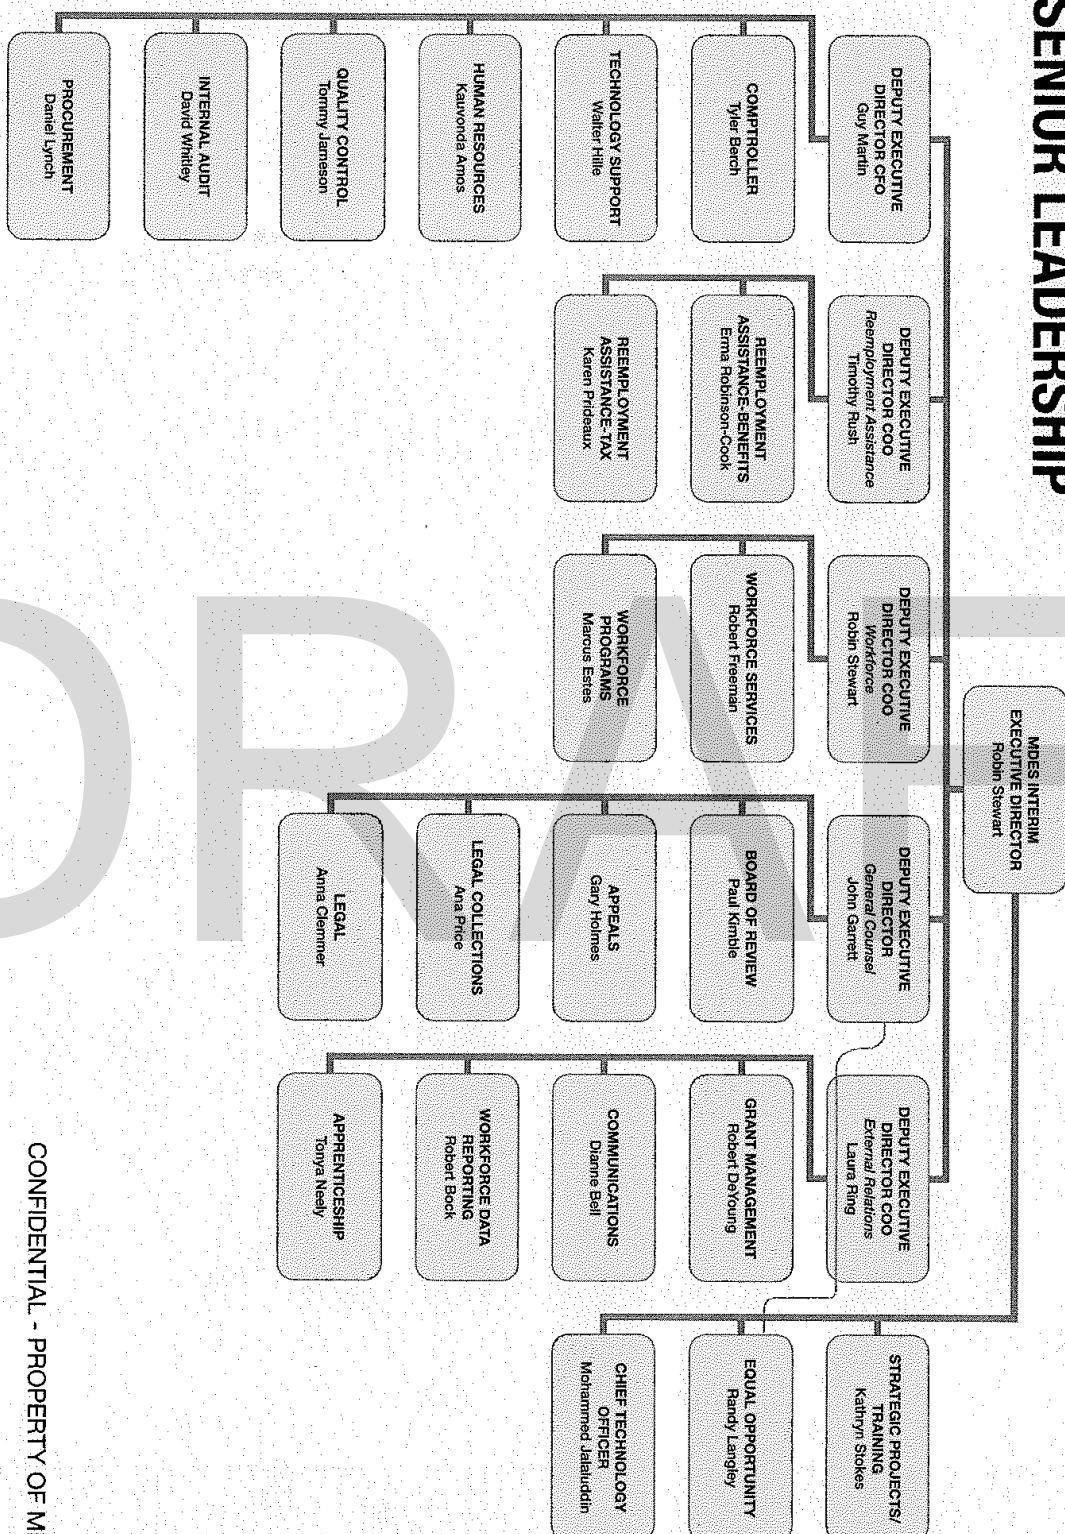 SENIOR LEADERSHIP
MDES INTERIM
EXECUTIVE DIRECTOR
Robin Stewart
DEPUTY EXECUTIVE
DIRECTOR CFO
Guy Martin
COMPTROLLER
Tyler Berch
TECHNOLOGY SUPPORT
Walter Hille
HUMAN RESOURCES
Kauvonda Amos
QUALITY CONTROL
Tommy Jameson
INTERNAL AUDIT
David Whitley
PROCUREMENT
Daniel Lynch
DEPUTY EXECUTIVE
DIRECTOR COO
Reemployment Assistance
Timothy Rush
REEMPLOYMENT
ASSISTANCE-BENEFITS
Erma Robinson-Cook
REEMPLOYMENT
ASSISTANCE-TAX
Karen Prideaux
DEPUTY EXECUTIVE
DIRECTOR COO
Workforce
Robin Stewart
WORKFORCE SERVICES
Robert Freeman
WORKFORCE
PROGRAMS
Marcous Estes
DEPUTY EXECUTIVE
DIRECTOR
General Counsel
John Garrett
BOARD OF REVIEW
Paul Kimble
APPEALS
Gary Holmes
LEGAL COLLECTIONS
Ana Price
LEGAL
Anna Clemmer
DEPUTY EXECUTIVE
DIRECTOR COO
External Relations
Laura Ring
GRANT MANAGEMENT
Robert DeYoung
COMMUNICATIONS
Dianne Bell
WORKFORCE DATA
REPORTING
Robert Bock
APPRENTICESHIP
Tonya Neely
STRATEGIC PROJECTS/
TRAINING
Kathryn Stokes
EQUAL OPPORTUNITY
Randy Langley
CHIEF TECHNOLOGY
OFFICER
Mohammed Jalaluddin
DRAF
CONFIDENTIAL - PROPERTY OF M